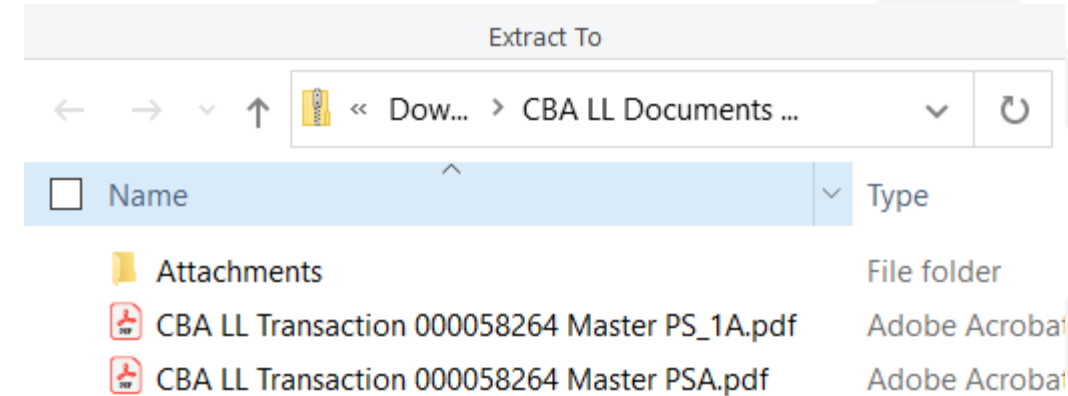 Extract To
« Dow... > CBA LL Documents ...
Name Type
Attachments File folder
CBA LL Transaction 000058264 Master PS_1A.pdf Adobe Acrobat
CBA LL Transaction 000058264 Master PSA.pdf Adobe Acrobat